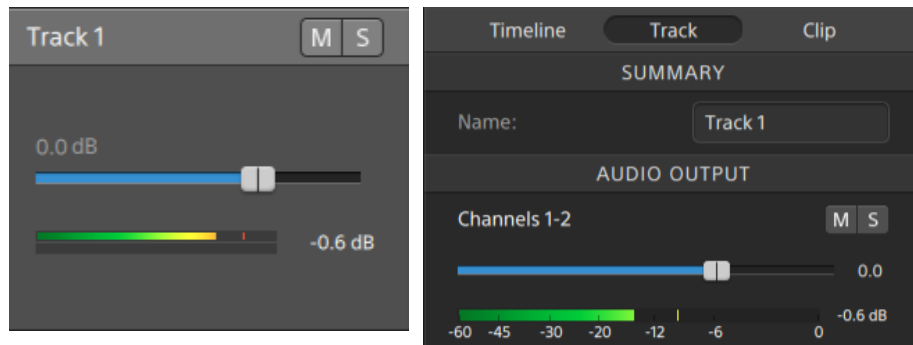 Track 1
M S
0.0 dB
-0.6 dB
Timeline Track Clip
SUMMARY
Name: Track 1
AUDIO OUTPUT
Channels 1-2 M S
0.0
-0.6 dB
-60 -45 -30 -20 -12 -6 0